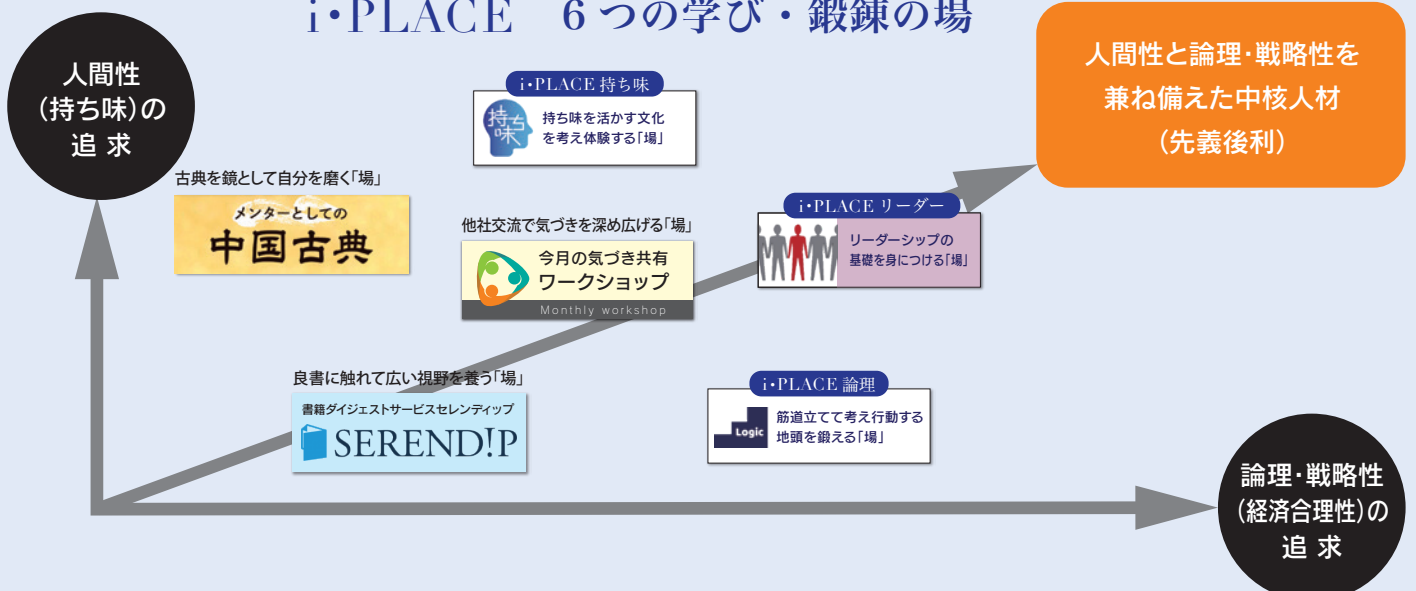 i・PLACE 6つの学び・鍛錬の場
人間性
(持ち味)の
追 求
人間性と論理・戦略性を
兼ね備えた中核人材
(先義後利)
i・PLACE 持ち味
持ち味
持ち味を活かす文化
を考え体験する「場」
古典を鏡として自分を磨く「場」
メンターとしての
中国古典
他社交流で気づきを深め広げる「場」
今月の気づき共有
ワークショップ
Monthly workshop
i・PLACE リーダー
リーダーシップの
基礎を身につける「場」
良書に触れて広い視野を養う「場」
書籍ダイジェストサービスセレンディップ
SEREND!P
i・PLACE 論理
Logic
筋道立てて考え行動する
地頭を鍛える「場」
論理・戦略性
(経済合理性)の
追 求